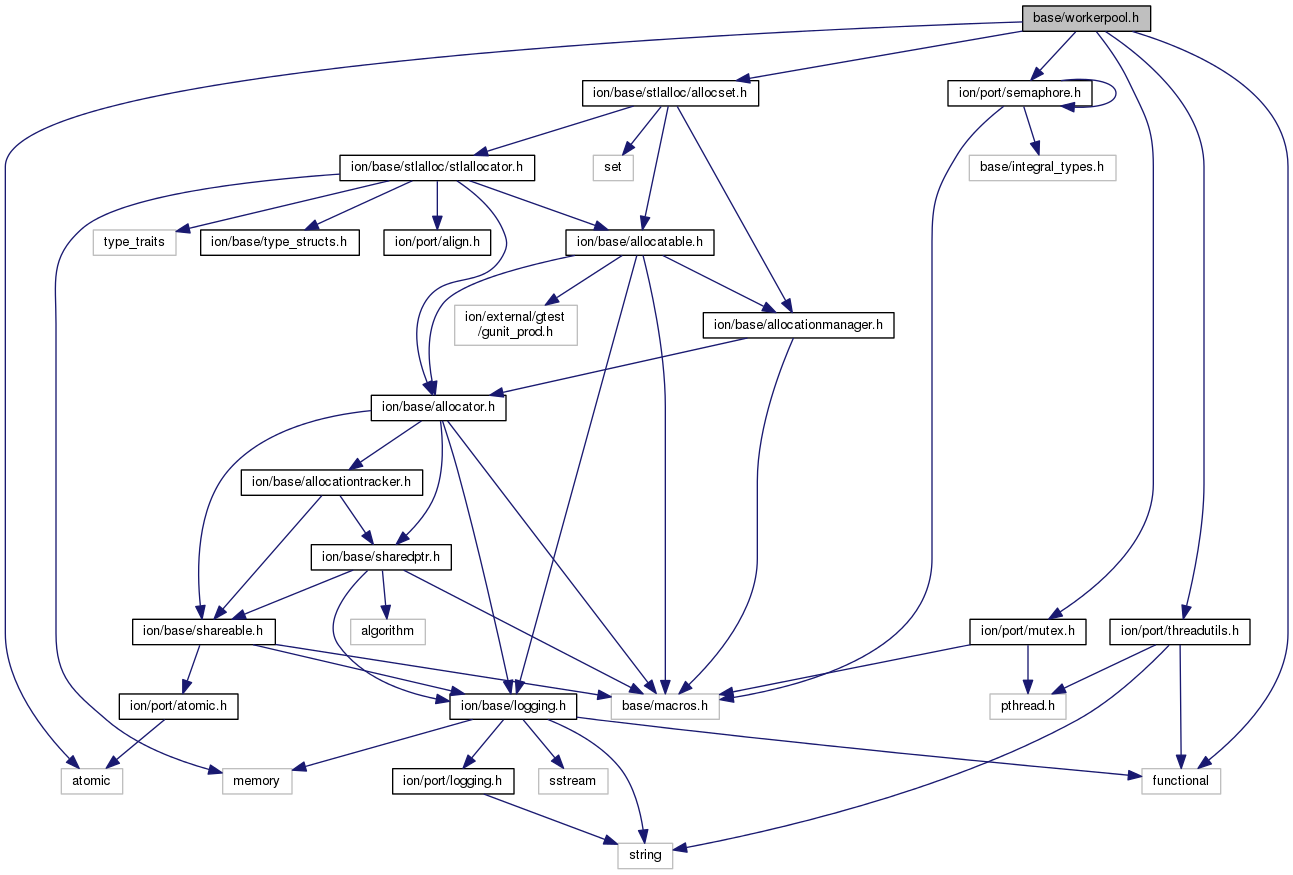 base/workerpool.h
ion/base/stlalloc/allocset.h
ion/port/semaphore.h
ion/base/stlalloc/stlallocator.h
set
base/integral_types.h
type_traits
ion/base/type_structs.h
ion/port/align.h
ion/base/allocatable.h
ion/external/gtest
/gunit_prod.h
ion/base/allocationmanager.h
ion/base/allocator.h
ion/base/allocationtracker.h
ion/base/sharedptr.h
ion/base/shareable.h
algorithm
ion/port/mutex.h
ion/port/threadutils.h
ion/port/atomic.h
ion/base/logging.h
base/macros.h
pthread.h
atomic
memory
ion/port/logging.h
sstream
functional
string